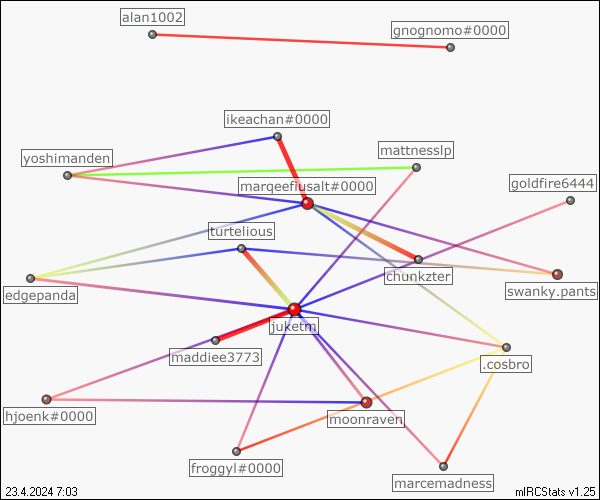 alan1002
gnognomo#0000
ikeachan#0000
mattnesslp
yoshimanden
marqeefiusalt#0000
goldfire6444
turtelious
chunkzter
edgepanda
swanky.pants
juketm
maddiee3773
.cosbro
hjoenk#0000
moonraven
froggyl#0000
marcemadness
23.4.2024 7:03
mIRCStats v1.25